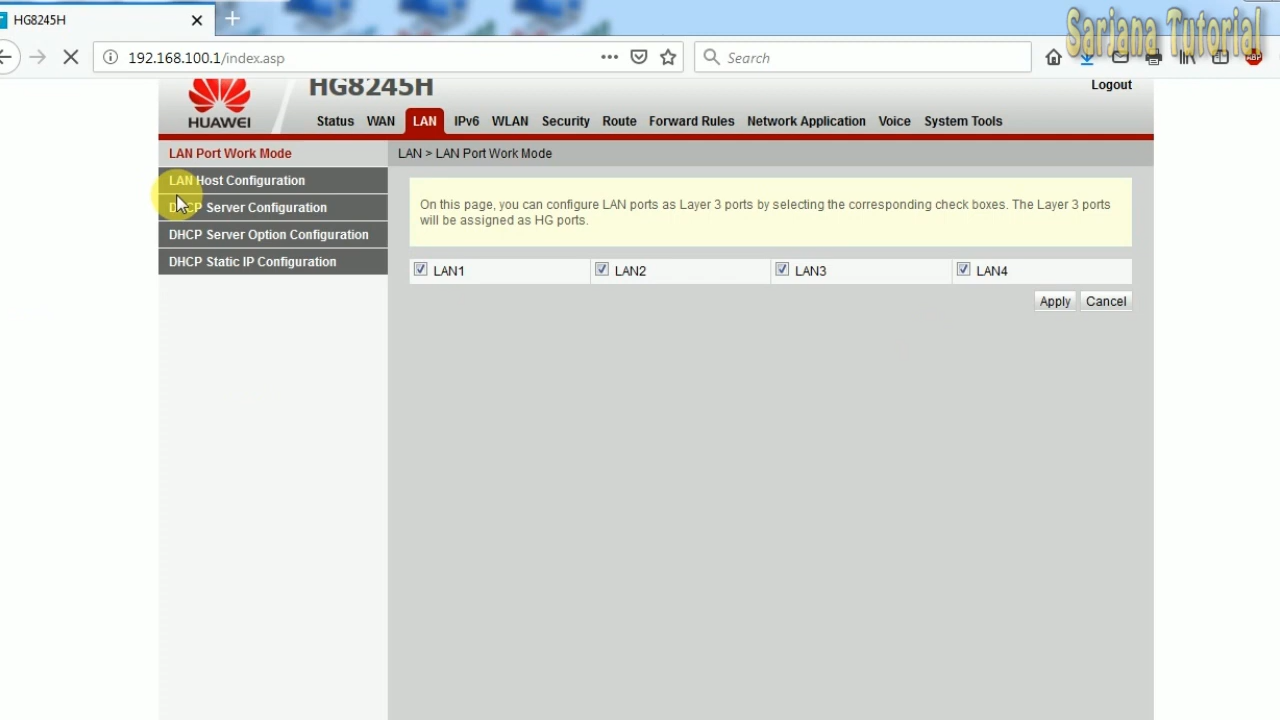 HG8245H
Sariana Tutorial
192.168.100.1/index.asp
Search
HUAWEI
HG8245H
Logout
Status WAN LAN IPv6 WLAN Security Route Forward Rules Network Application Voice System Tools
LAN Port Work Mode
LAN Host Configuration
DHCP Server Configuration
DHCP Server Option Configuration
DHCP Static IP Configuration
LAN > LAN Port Work Mode
On this page, you can configure LAN ports as Layer 3 ports by selecting the corresponding check boxes. The Layer 3 ports
will be assigned as HG ports.
LAN1 LAN2 LAN3 LAN4
Apply Cancel